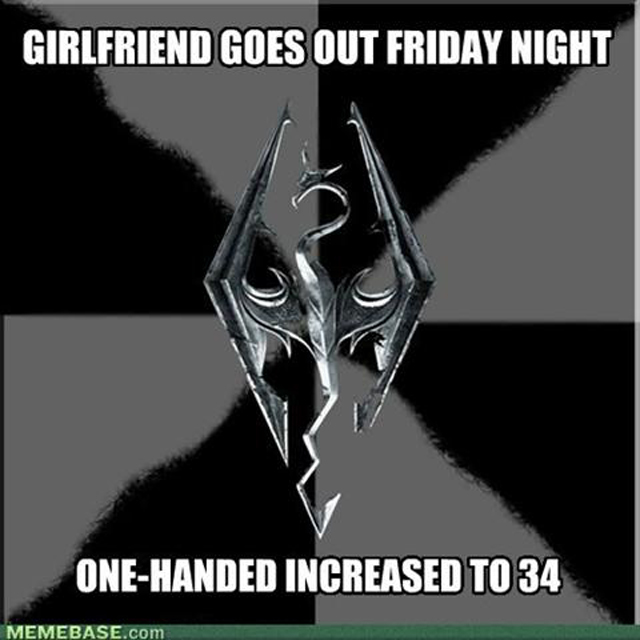 GIRLFRIEND GOES OUT FRIDAY NIGHT
ONE-HANDED INCREASED TO 34
MEMEBASE.com